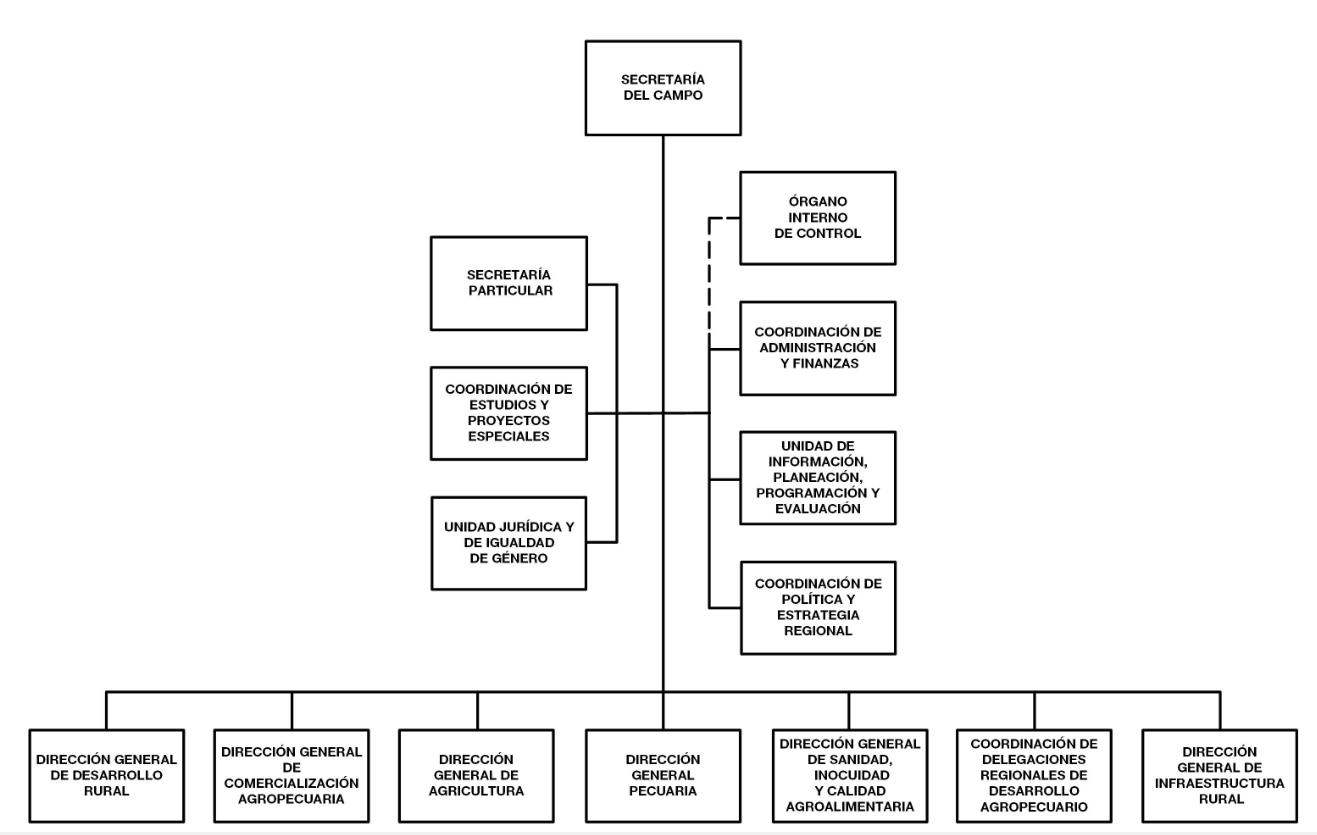 SECRETARÍA
DEL CAMPO
ÓRGANO
INTERNO
DE CONTROL
SECRETARÍA
PARTICULAR
COORDINACIÓN DE
ADMINISTRACIÓN
Y FINANZAS
COORDINACIÓN DE
ESTUDIOS Y
PROYECTOS
ESPECIALES
UNIDAD DE
INFORMACIÓN,
PLANEACIÓN,
PROGRAMACIÓN Y
EVALUACIÓN
UNIDAD JURÍDICA Y
DE IGUALDAD
DE GÉNERO
COORDINACIÓN DE
POLÍTICA Y
ESTRATEGIA
REGIONAL
DIRECCIÓN GENERAL
DE DESARROLLO
RURAL
DIRECCIÓN GENERAL
DE
COMERCIALIZACIÓN
AGROPECUARIA
DIRECCIÓN
GENERAL DE
AGRICULTURA
DIRECCIÓN
GENERAL
PECUARIA
DIRECCIÓN GENERAL
DE SANIDAD,
INOCUIDAD
Y CALIDAD
AGROALIMENTARIA
COORDINACIÓN DE
DELEGACIONES
REGIONALES DE
DESARROLLO
AGROPECUARIO
DIRECCIÓN
GENERAL DE
INFRAESTRUCTURA
RURAL